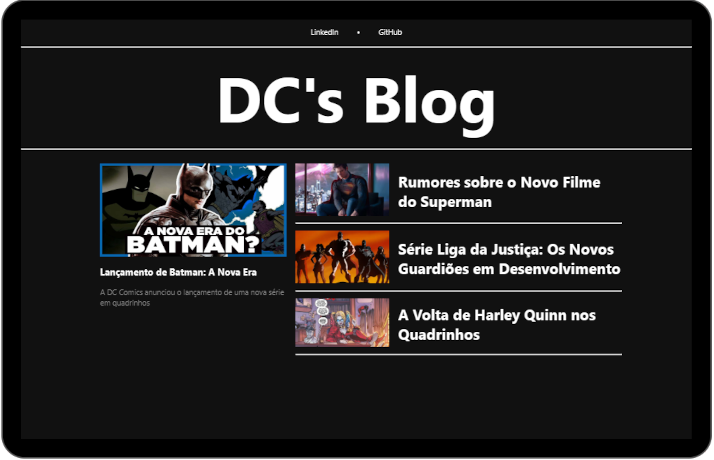 LinkedIn • GitHub
DC's Blog
A NOVA ERA DO
BATMAN?
Lançamento de Batman: A Nova Era
A DC Comics anunciou o lançamento de uma nova série
em quadrinhos
Rumores sobre o Novo Filme
do Superman
Série Liga da Justiça: Os Novos
Guardiões em Desenvolvimento
A Volta de Harley Quinn nos
Quadrinhos